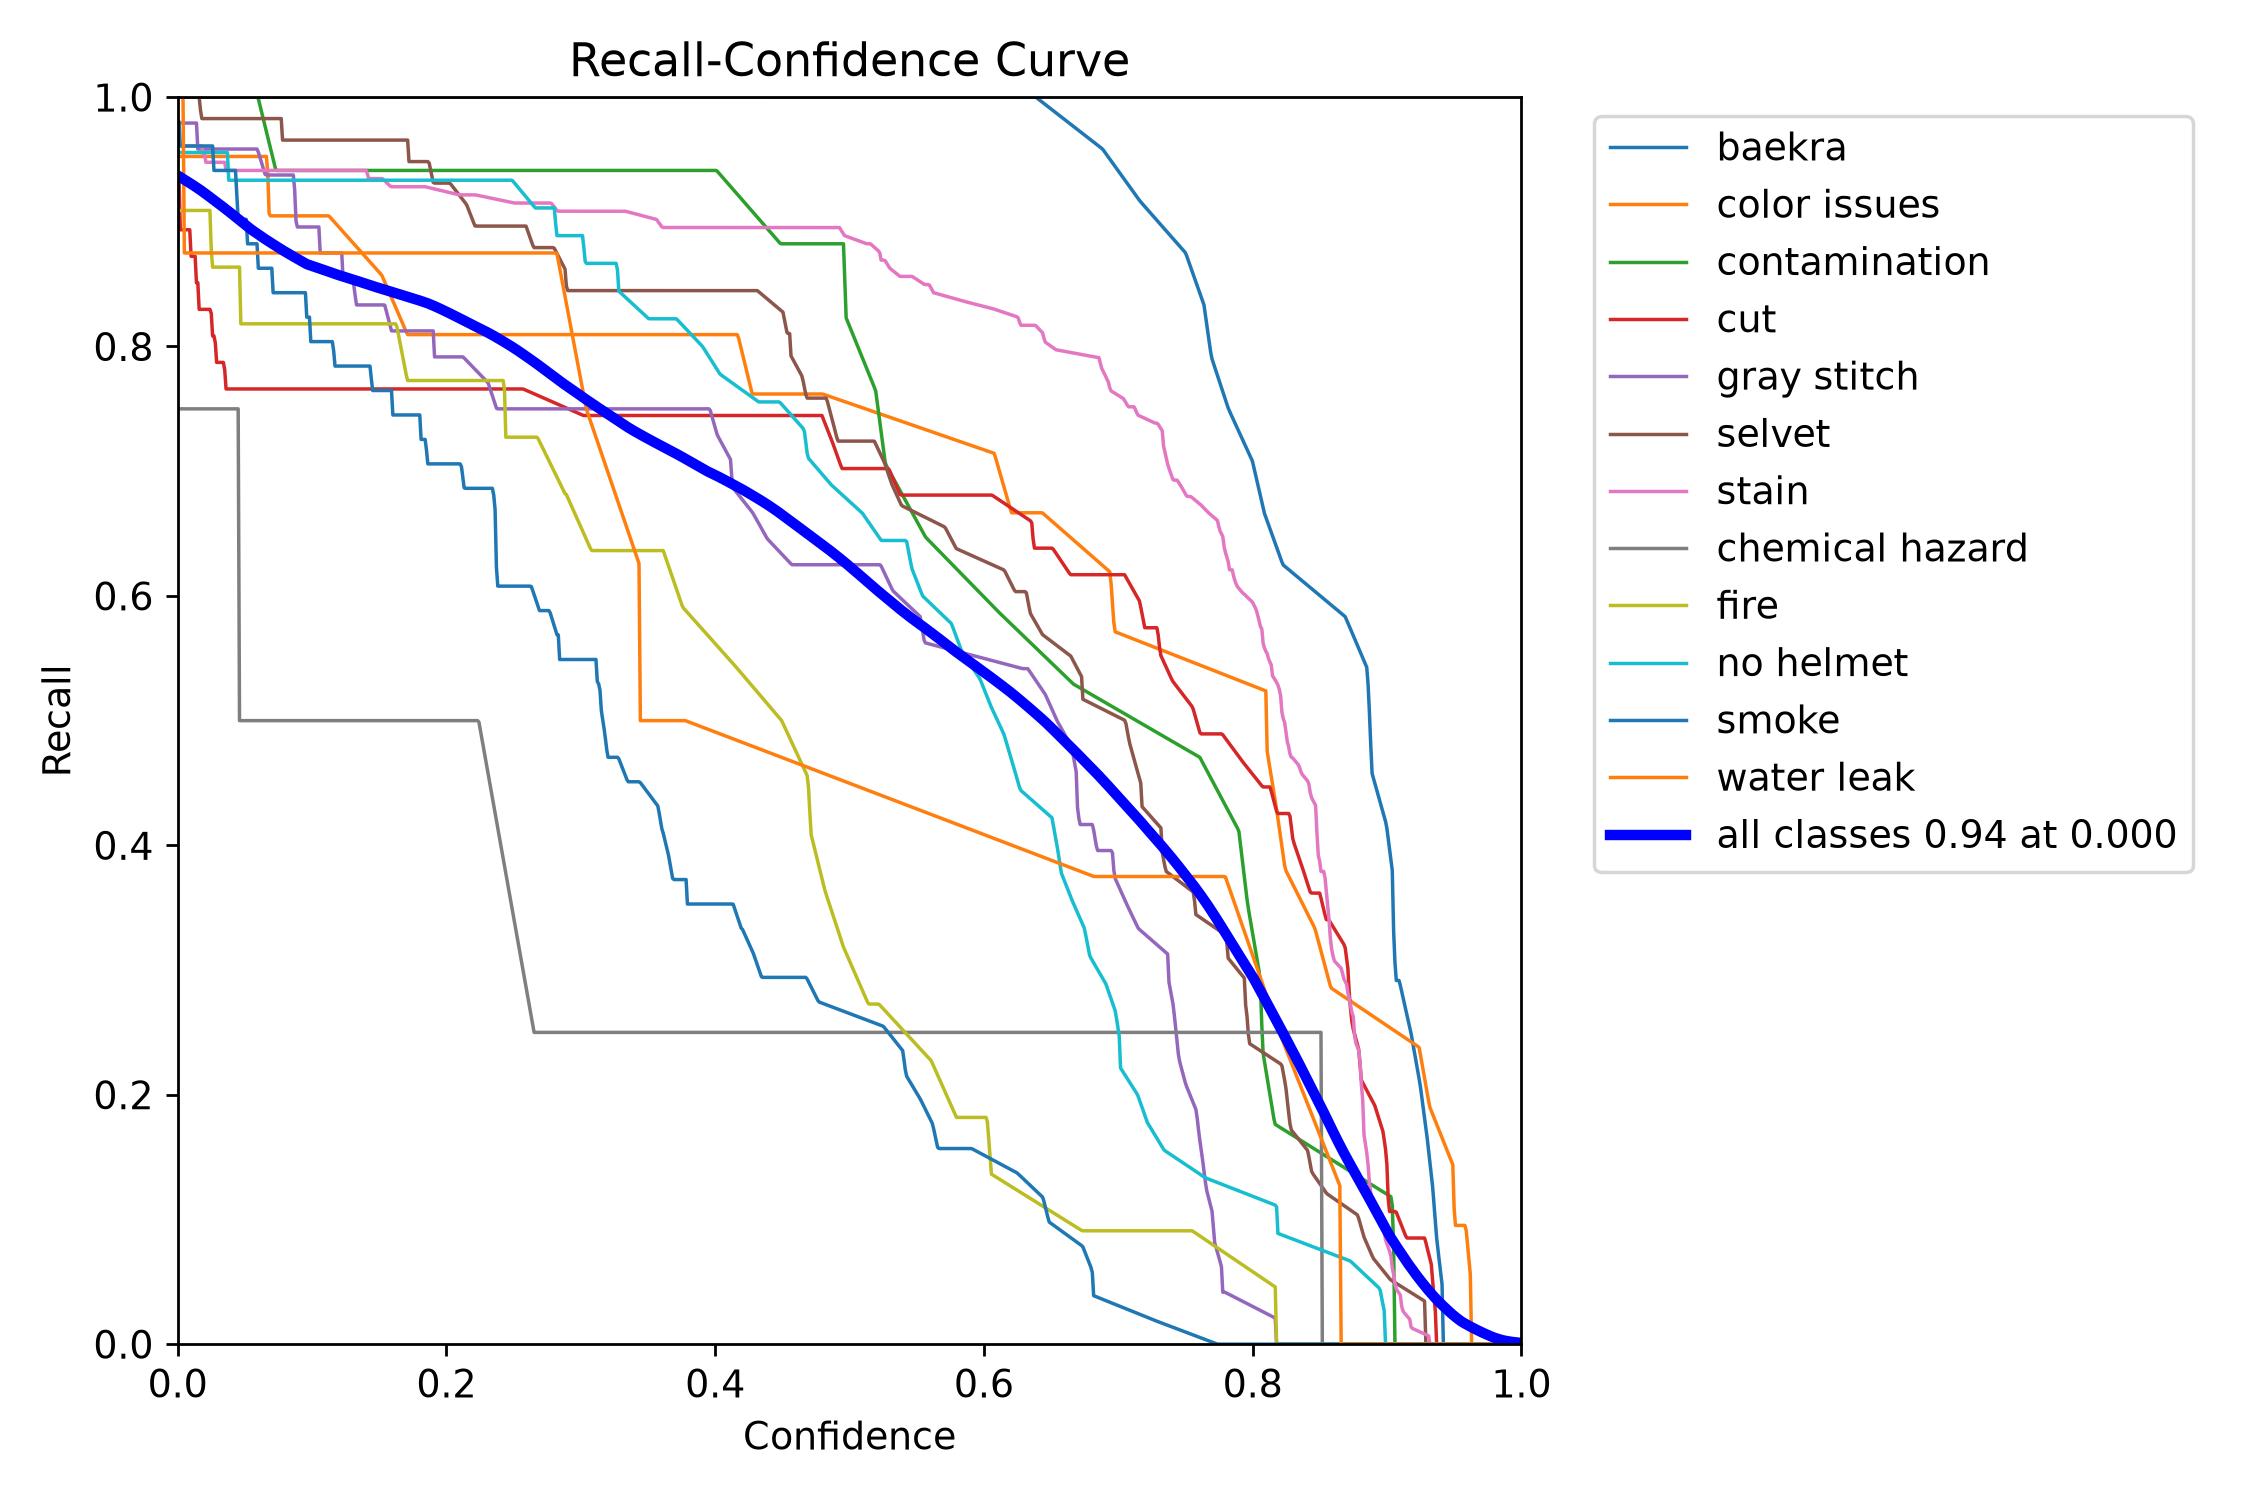 Recall-Confidence Curve
1.0
0.8
0.6
0.4
0.2
0.0
Recall
0.0 0.2 0.4 0.6 0.8 1.0
Confidence
baekra
color issues
contamination
cut
gray stitch
selvet
stain
chemical hazard
fire
no helmet
smoke
water leak
all classes 0.94 at 0.000